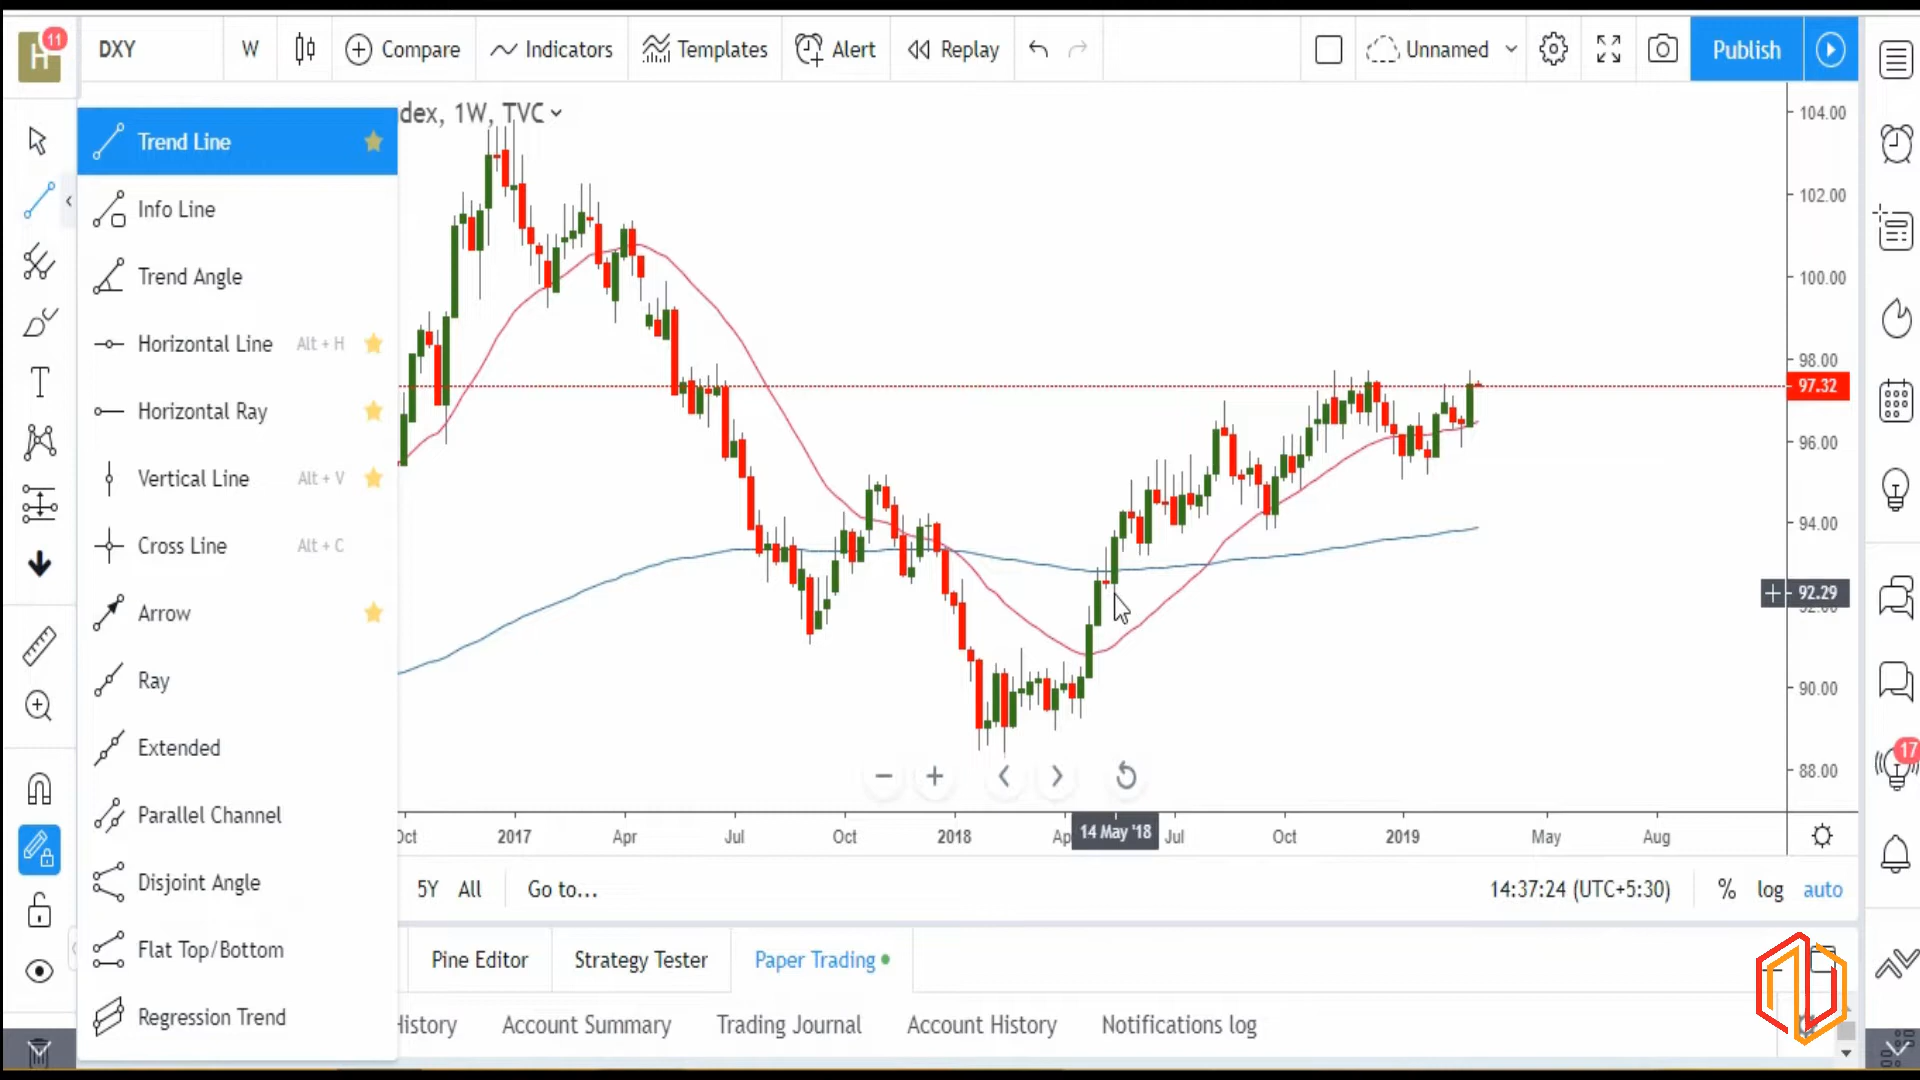 H
11
DXY
W
Compare
Indicators
Templates
Alert
Replay
Unnamed
Publish
dex, 1W, TVC
Trend Line
Info Line
Trend Angle
Horizontal Line Alt + H
Horizontal Ray
Vertical Line Alt + V
Cross Line Alt + C
Arrow
Ray
Extended
Parallel Channel
Disjoint Angle
Flat Top/Bottom
Regression Trend
104.00
102.00
100.00
98.00
97.32
96.00
94.00
92.29
90.00
88.00
17
Oct 2017 Apr Jul Oct 2018 Ap 14 May '18 Jul Oct 2019 May Aug
5Y All Go to...
14:37:24 (UTC+5:30) % log auto
Pine Editor Strategy Tester Paper Trading
History Account Summary Trading Journal Account History Notifications log